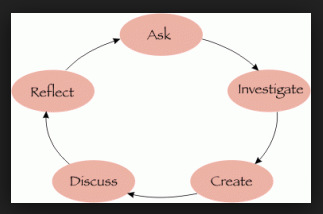 Ask
Investigate
Create
Discuss
Reflect